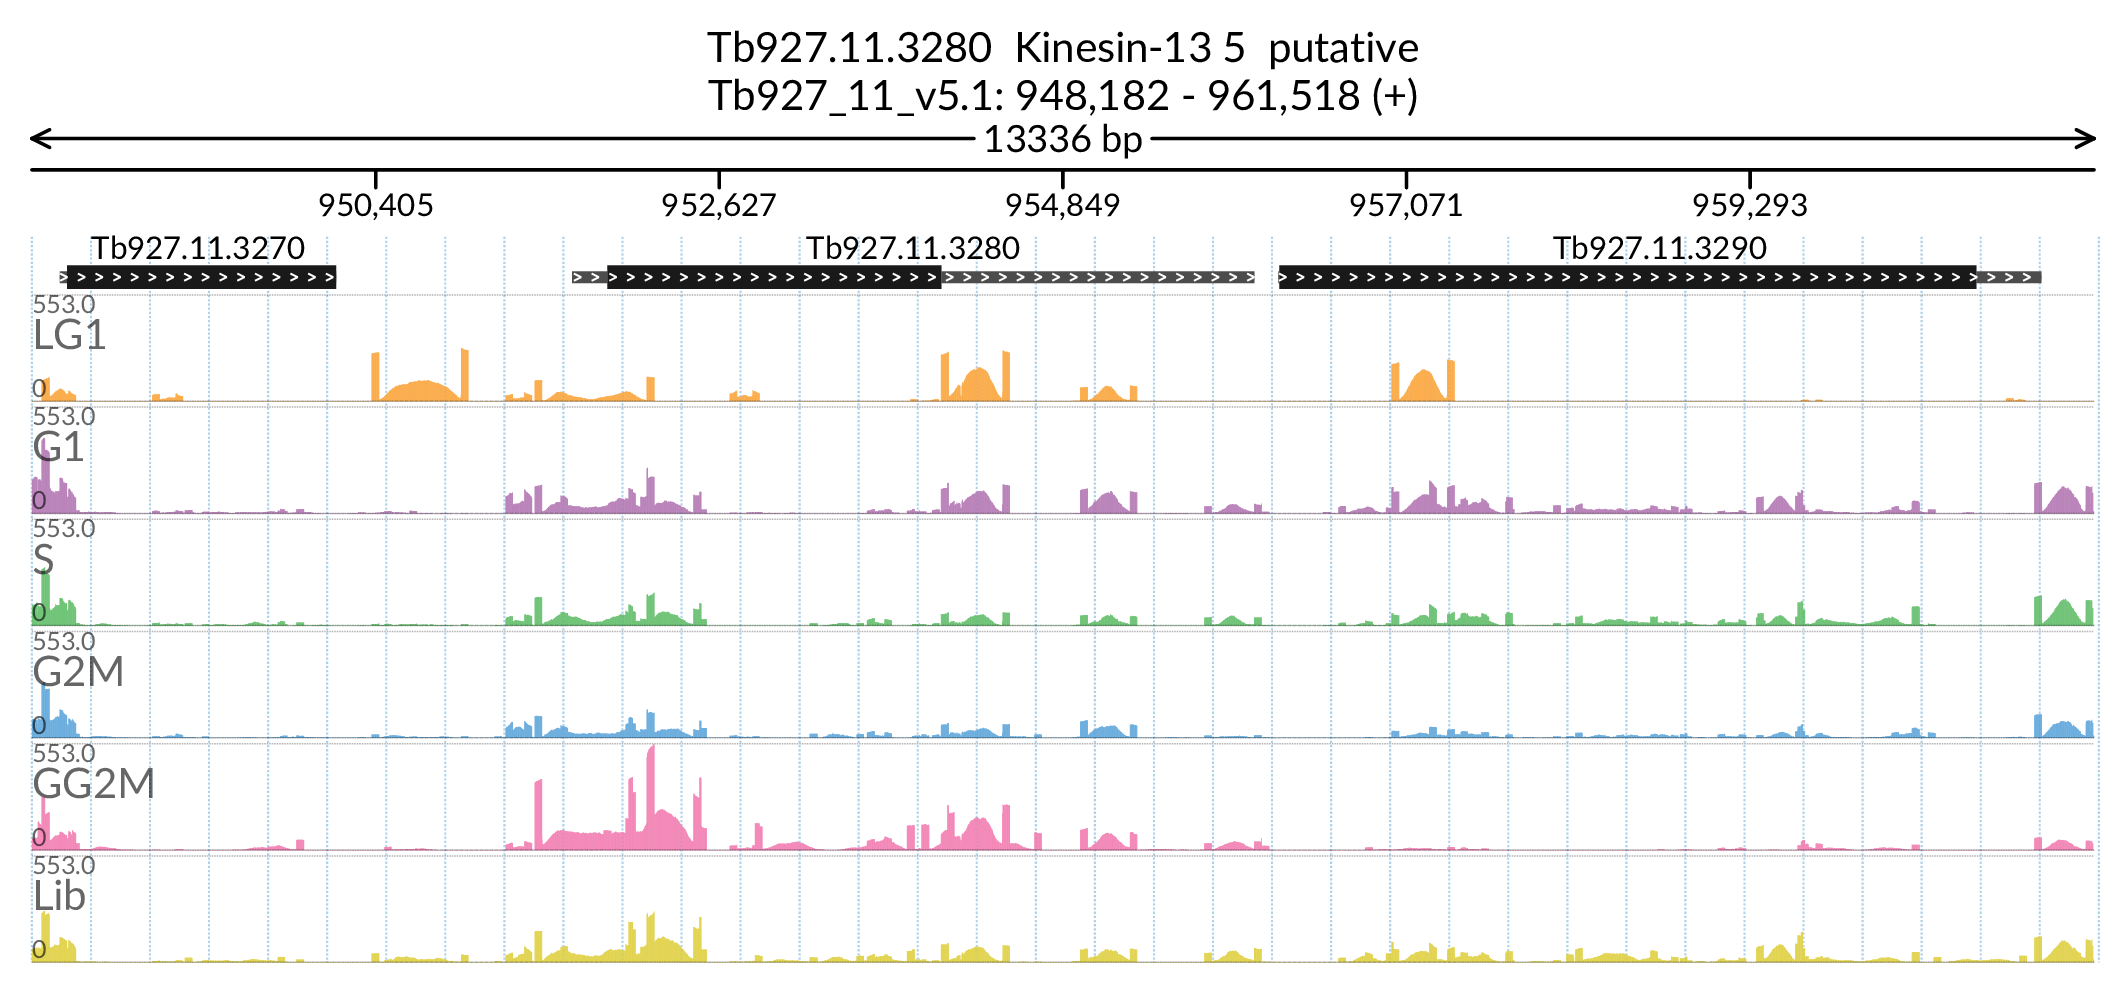 Tb927.11.3280 Kinesin-13 5 putative
Tb927_11_v5.1: 948,182 - 961,518 (+)
13336 bp
950,405 952,627 954,849 957,071 959,293
Tb927.11.3270 Tb927.11.3280 Tb927.11.3290
553.0
LG1
0
553.0
G1
0
553.0
S
0
553.0
G2M
0
553.0
GG2M
0
553.0
Lib
0